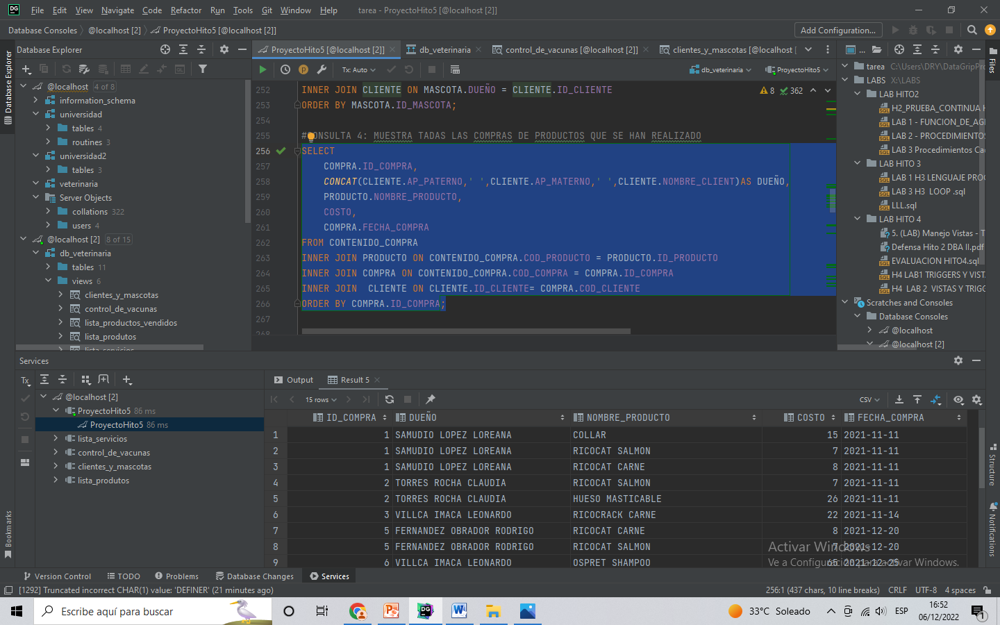 DG File Edit View Navigate Code Refactor Run Tools Git Window Help tarea - ProyectoHito5 [@localhost [2]]
Database Consoles @localhost [2] ProyectoHito5 [@localhost [2]] Add Configuration...
Database Explorer
ProyectoHito5 [@localhost [2]] db_veterinaria control_de_vacunas [@localhost [2]] clientes_y_mascotas [@localhost [
Tx: Auto db_veterinaria ProyectoHito5
@localhost 4 of 8
information_schema
universidad
tables 4
routines 3
universidad2
tables 3
veterinaria
Server Objects
collations 322
users 4
@localhost [2] 8 of 15
db_veterinaria
tables 11
views 6
clientes_y_mascotas
control_de_vacunas
lista_productos_vendidos
lista_produtos
lista_servicios
8 362
252 INNER JOIN CLIENTE ON MASCOTA.DUEÑO = CLIENTE.ID_CLIENTE
253 ORDER BY MASCOTA.ID_MASCOTA;
254
255 #CONSULTA 4: MUESTRA TADAS LAS COMPRAS DE PRODUCTOS QUE SE HAN REALIZADO
256 SELECT
257 COMPRA.ID_COMPRA,
258 CONCAT(CLIENTE.AP_PATERNO,' ',CLIENTE.AP_MATERNO,' ',CLIENTE.NOMBRE_CLIENT)AS DUEÑO,
259 PRODUCTO.NOMBRE_PRODUCTO,
260 COSTO,
261 COMPRA.FECHA_COMPRA
262 FROM CONTENIDO_COMPRA
263 INNER JOIN PRODUCTO ON CONTENIDO_COMPRA.COD_PRODUCTO = PRODUCTO.ID_PRODUCTO
264 INNER JOIN COMPRA ON CONTENIDO_COMPRA.COD_COMPRA = COMPRA.ID_COMPRA
265 INNER JOIN  CLIENTE ON CLIENTE.ID_CLIENTE= COMPRA.COD_CLIENTE
266 ORDER BY COMPRA.ID_COMPRA;
267
268
tarea C:\Users\DRY\DataGripPro
LABS X:\LABS
LAB HITO2
H2_PRUEBA_CONTINUA H
LAB 1 - FUNCION_DE_AG
LAB 2 - PROCEDIMIENTOS
LAB 3 Procedimientos Ca
LAB HITO 3
LAB 1 H3 LENGUAJE PROC
LAB 3 H3 LOOP .sql
LLL.sql
LAB HITO 4
5. (LAB) Manejo Vistas - T
Defensa Hito 2 DBA II.pdf
EVALUACION HITO4.sql
H4 LAB1 TRIGGERS Y VIST
H4 LAB 2 VISTAS Y TRIGG
Scratches and Consoles
Database Consoles
@localhost
@localhost [2]
Database Explorer
Bookmarks
Files
Structure
Notifications
Services
Tx
@localhost [2]
ProyectoHito5 86 ms
ProyectoHito5 86 ms
lista_servicios
control_de_vacunas
clientes_y_mascotas
lista_produtos
Output Result 5
15 rows CSV
ID_COMPRA DUEÑO NOMBRE_PRODUCTO COSTO FECHA_COMPRA
1 1 SAMUDIO LOPEZ LOREANA COLLAR 15 2021-11-11
2 1 SAMUDIO LOPEZ LOREANA RICOCAT SALMON 7 2021-11-11
3 1 SAMUDIO LOPEZ LOREANA RICOCAT CARNE 8 2021-11-11
4 2 TORRES ROCHA CLAUDIA RICOCAT SALMON 7 2021-11-11
5 2 TORRES ROCHA CLAUDIA HUESO MASTICABLE 26 2021-11-11
6 3 VILLCA IMACA LEONARDO RICOCRACK CARNE 22 2021-11-14
7 5 FERNANDEZ OBRADOR RODRIGO RICOCAT CARNE 8 2021-12-20
8 5 FERNANDEZ OBRADOR RODRIGO RICOCAT SALMON 7 2021-12-20
9 6 VILLCA IMACA LEONARDO OSPRET SHAMPOO 65 2021-12-25
Activar Windows
Ve a Configuración para activar Windows.
Version Control TODO Problems Database Changes Services
[1292] Truncated incorrect CHAR(1) value: 'DEFINER' (21 minutes ago) 256:1 (437 chars, 10 line breaks) CRLF UTF-8 4 spaces
Escribe aquí para buscar
33°C Soleado ESP 16:52
06/12/2022 1